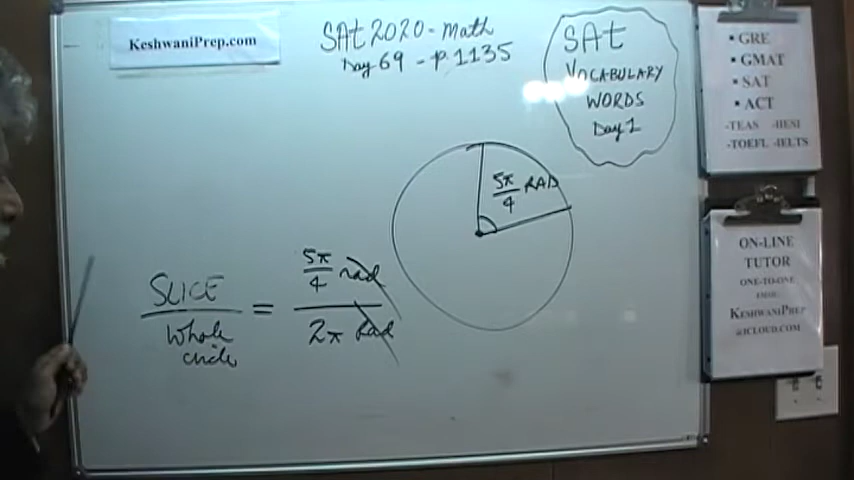 KeshwaniPrep.com
SAt 2020 - Math
Day 69 - P 1135
SAt
VOCABULARY
WORDS
Day 1
5π/4 RAD
SLICE / Whole circle = 5π/4 rad / 2π Rad
▪ GRE
▪ GMAT
▪ SAT
▪ ACT
-TEAS -HESI
-TOEFL -IELTS
ON-LINE
TUTOR
ONE-TO-ONE
KESHWANIPREP
@ICLOUD.COM